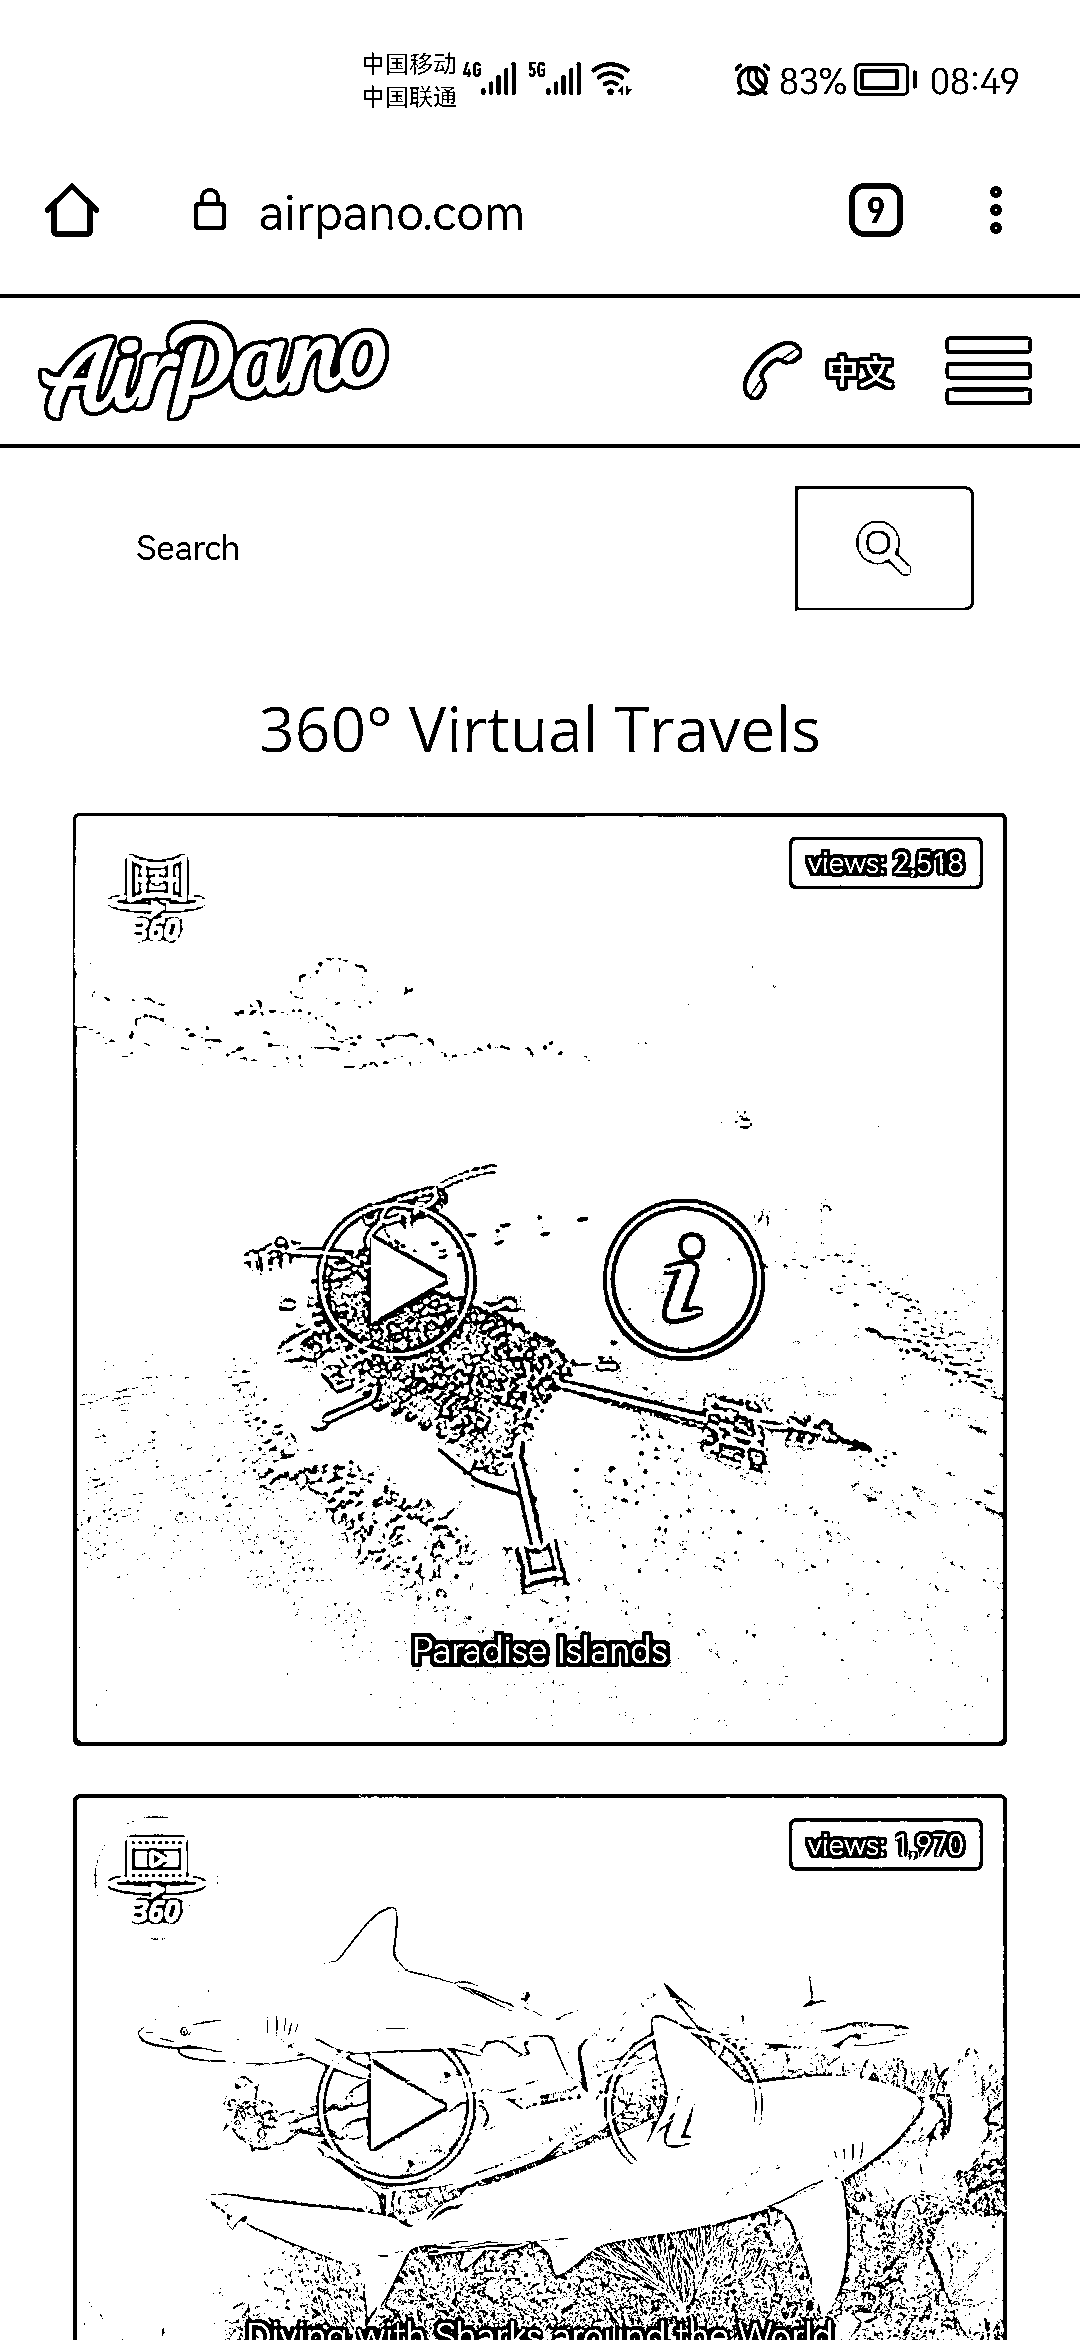 中国移动 4G 5G 83% 08:49
中国联通
airpano.com 9
AirPano 中文
Search
360° Virtual Travels
views: 2,518
360
i
Paradise Islands
views: 1,970
360
i
Diving with Sharks around the World